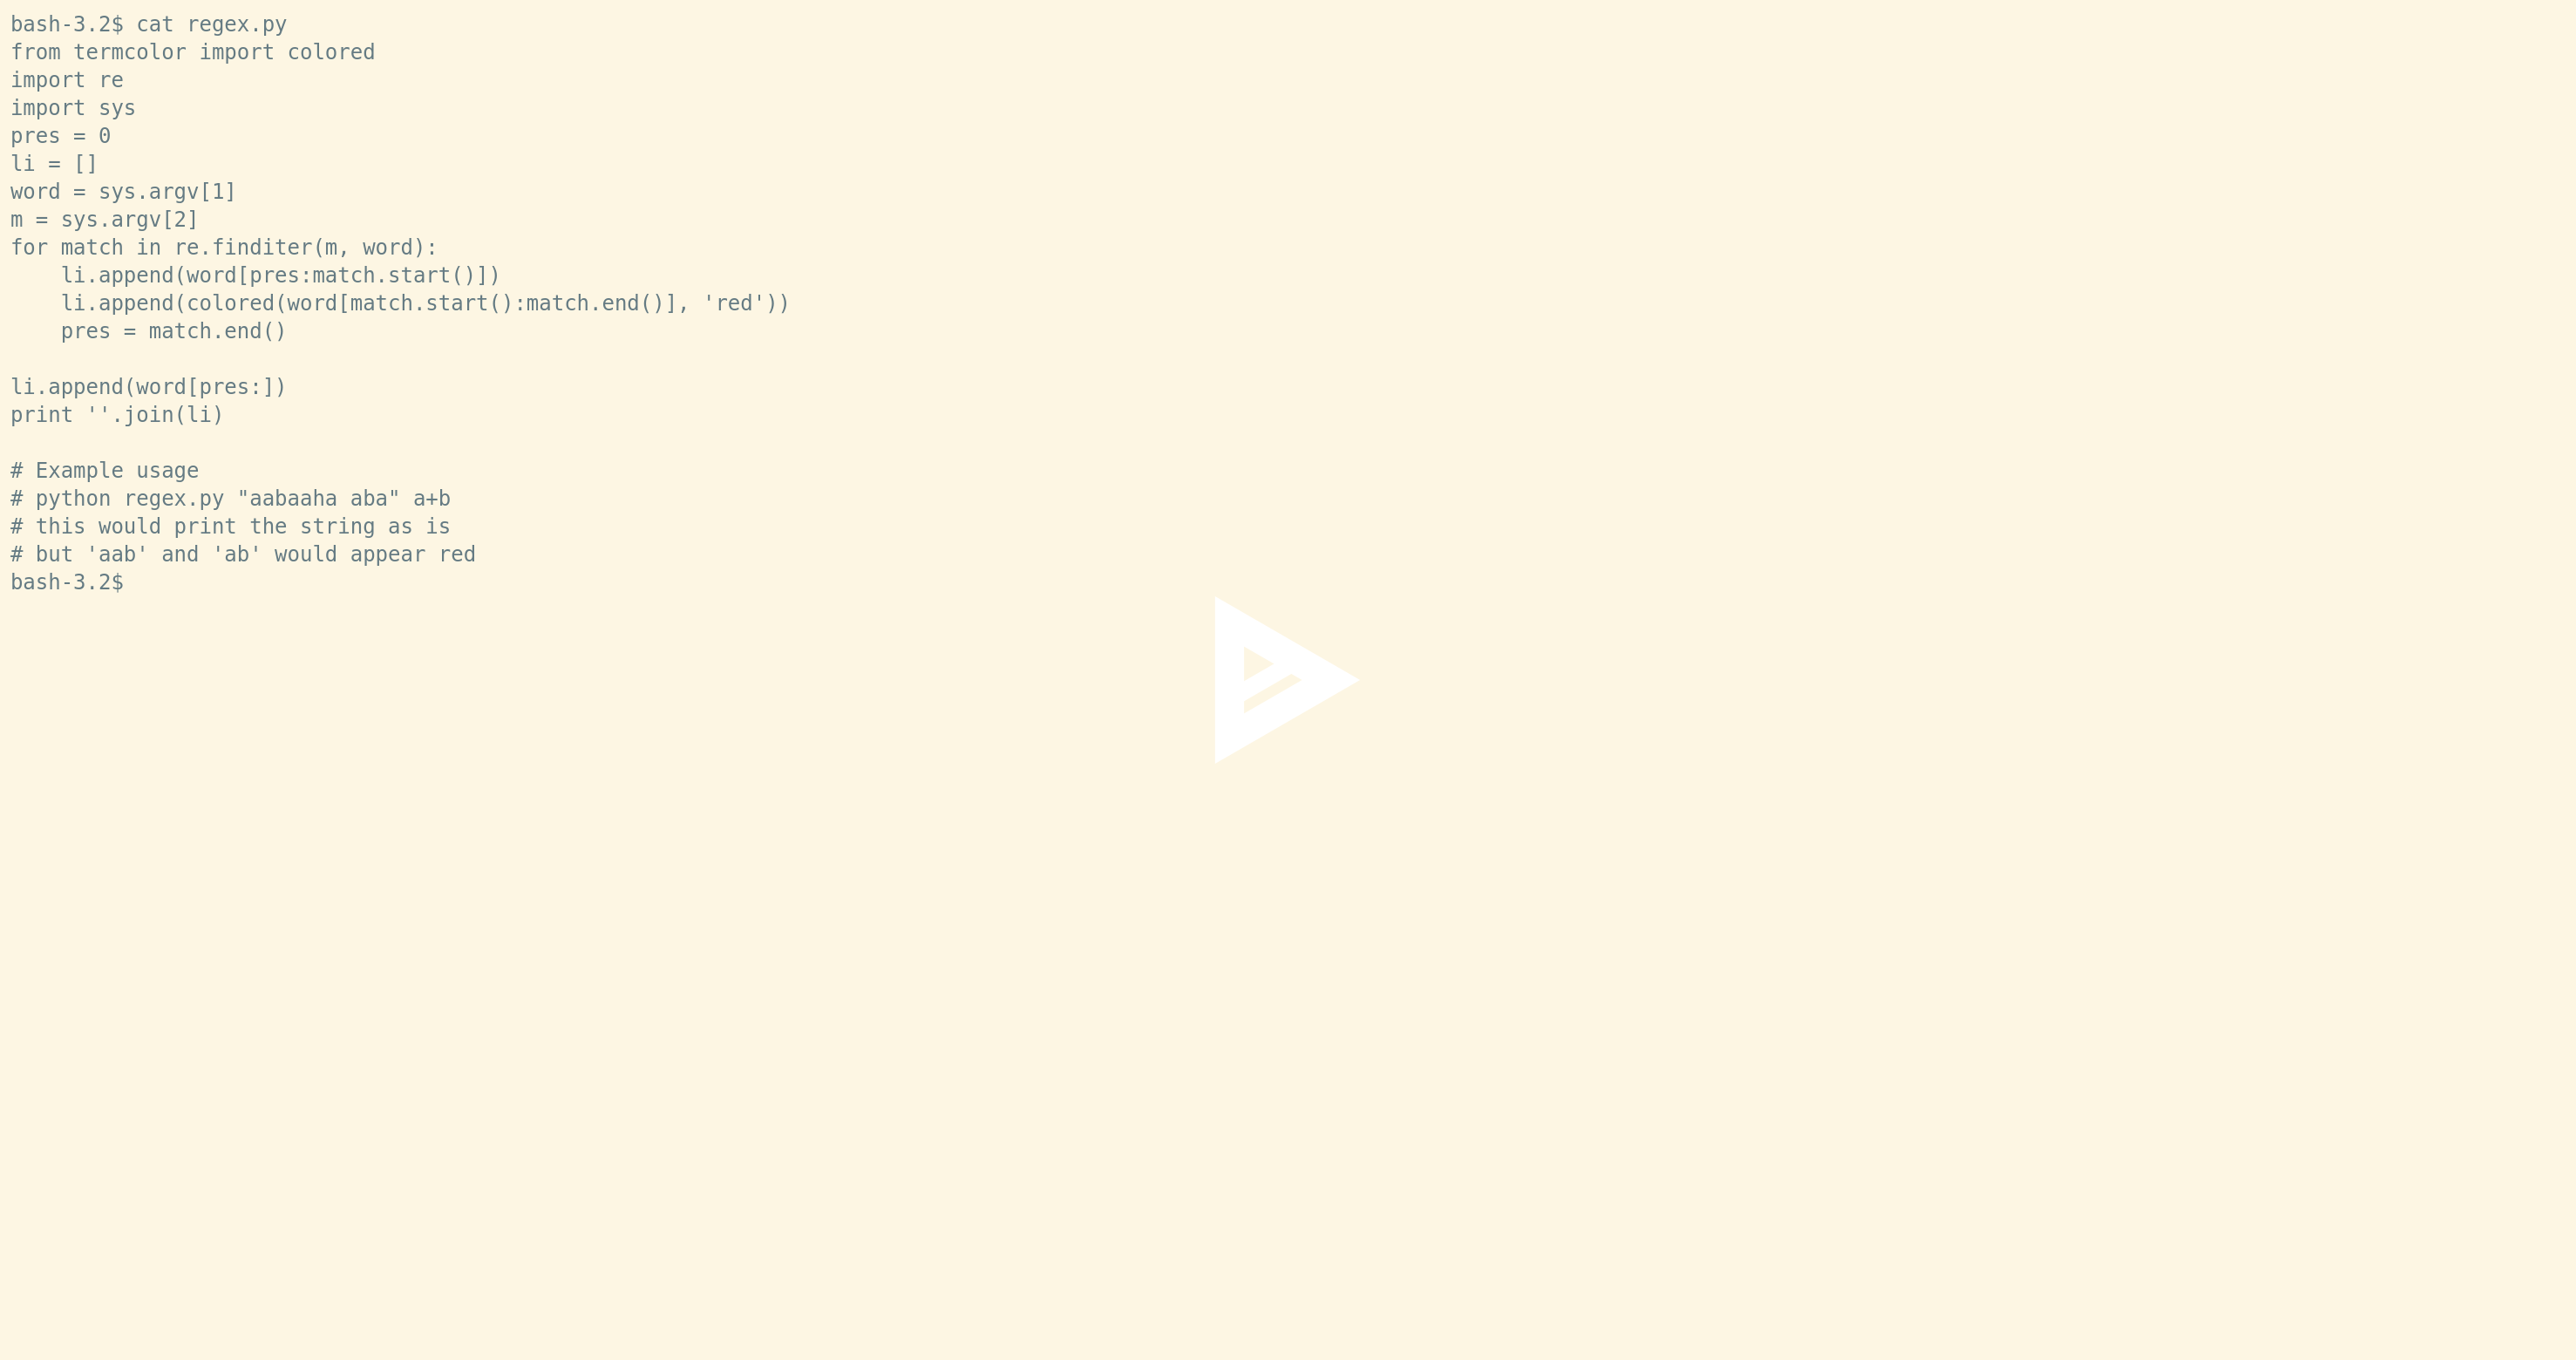 bash-3.2$ cat regex.py
from termcolor import colored
import re
import sys
pres = 0
li = []
word = sys.argv[1]
m = sys.argv[2]
for match in re.finditer(m, word):
    li.append(word[pres:match.start()])
    li.append(colored(word[match.start():match.end()], 'red'))
    pres = match.end()

li.append(word[pres:])
print ''.join(li)

# Example usage
# python regex.py "aabaaha aba" a+b
# this would print the string as is
# but 'aab' and 'ab' would appear red
bash-3.2$